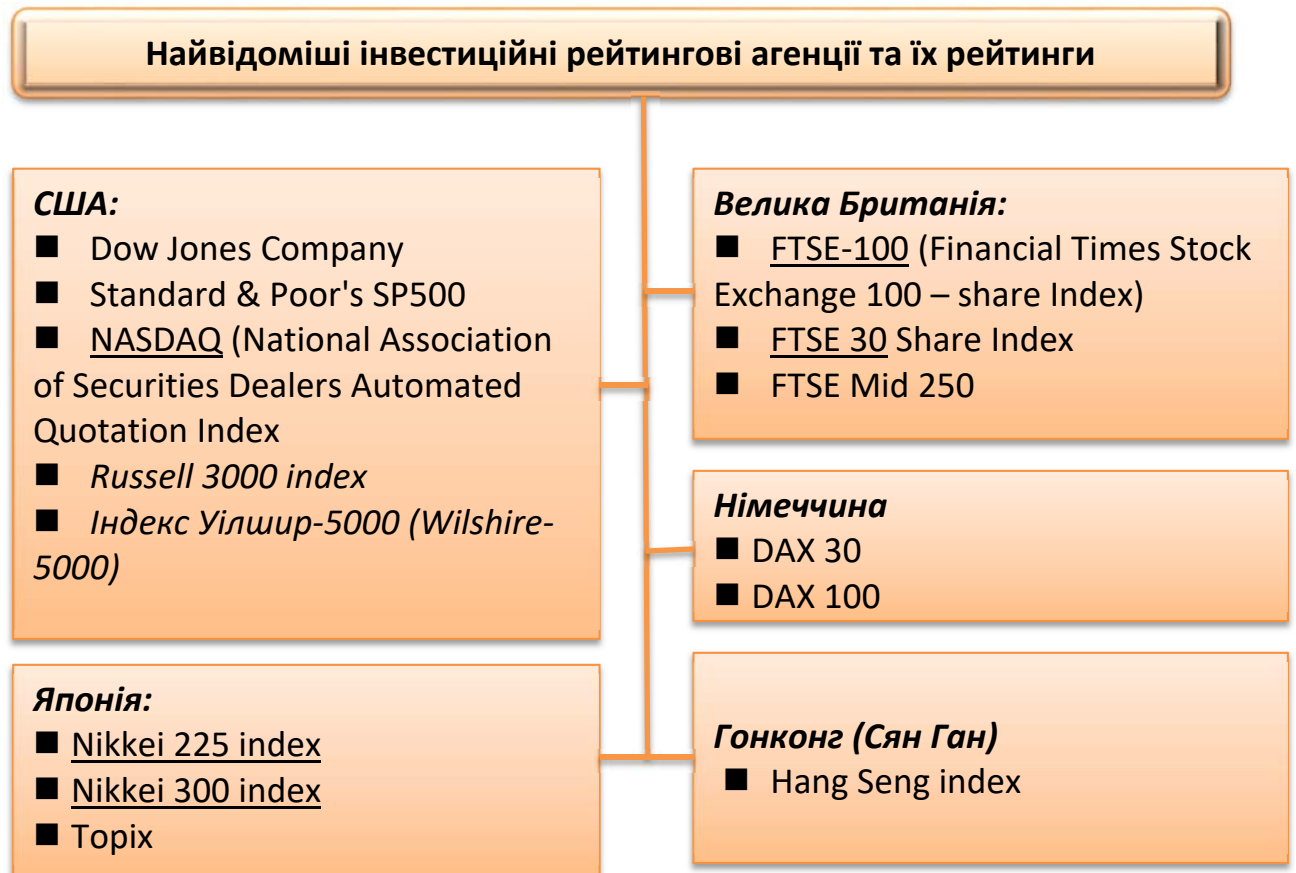 Найвідоміші інвестиційні рейтингові агенції та їх рейтинги
США:
■ Dow Jones Company
■ Standard & Poor's SP500
■ NASDAQ (National Association
of Securities Dealers Automated
Quotation Index
■ Russell 3000 index
■ Індекс Уілшир-5000 (Wilshire-
5000)
Велика Британія:
■ FTSE-100 (Financial Times Stock
Exchange 100 – share Index)
■ FTSE 30 Share Index
■ FTSE Mid 250
Німеччина
■ DAX 30
■ DAX 100
Японія:
■ Nikkei 225 index
■ Nikkei 300 index
■ Topix
Гонконг (Сян Ган)
■ Hang Seng index